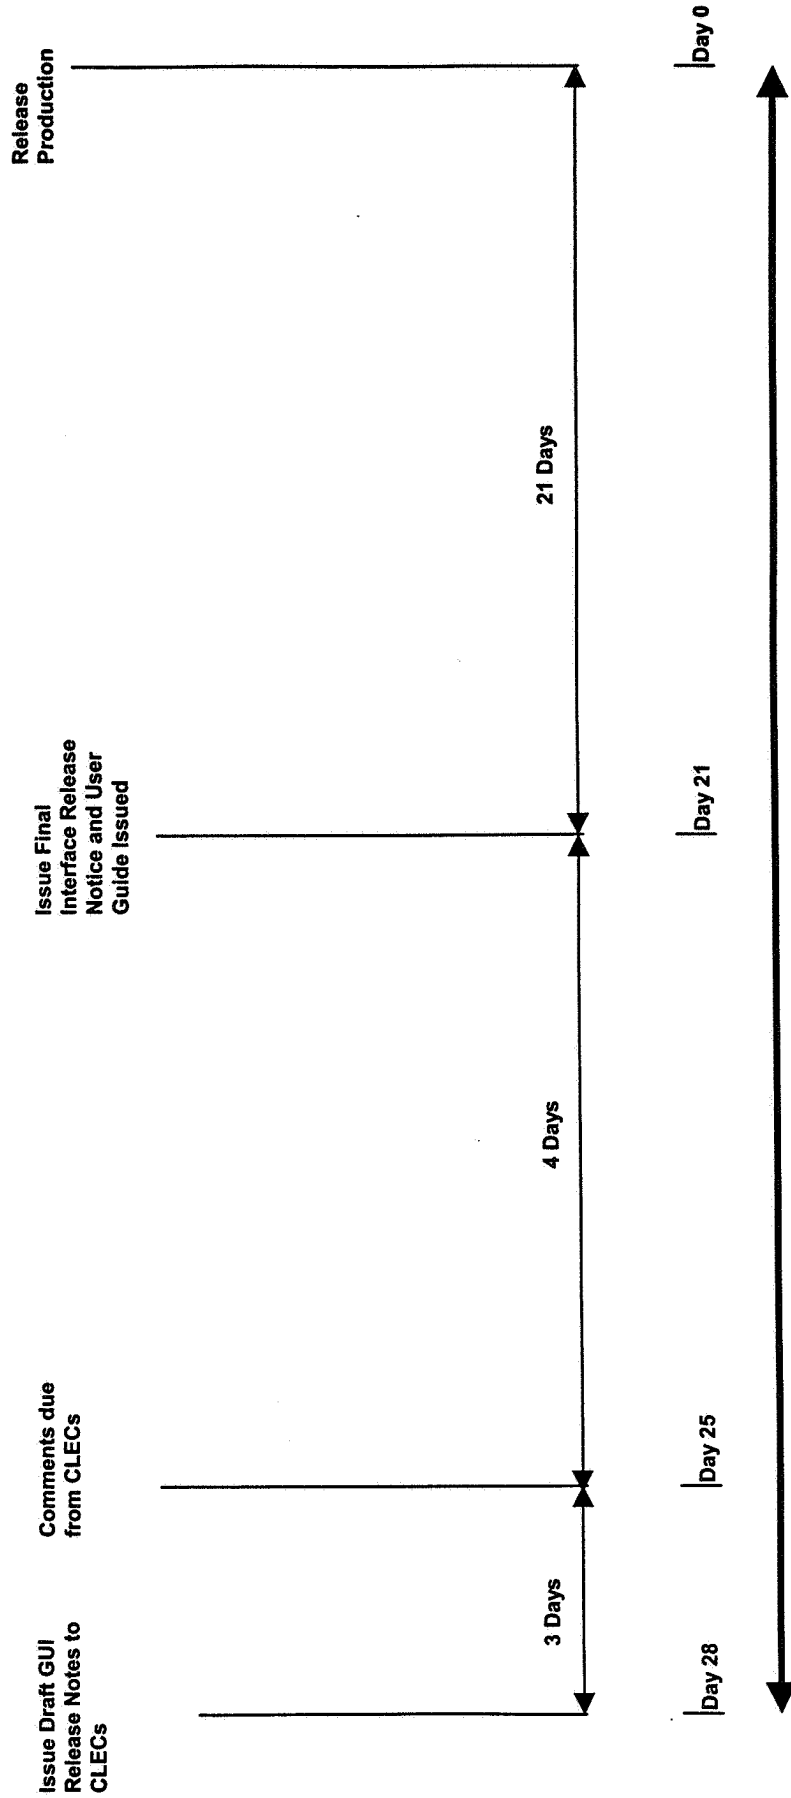 Issue Draft GUI
Release Notes to
CLECs
Comments due
from CLECs
Issue Final
Interface Release
Notice and User
Guide Issued
Release
Production
3 Days
4 Days
21 Days
Day 28
Day 25
Day 21
Day 0